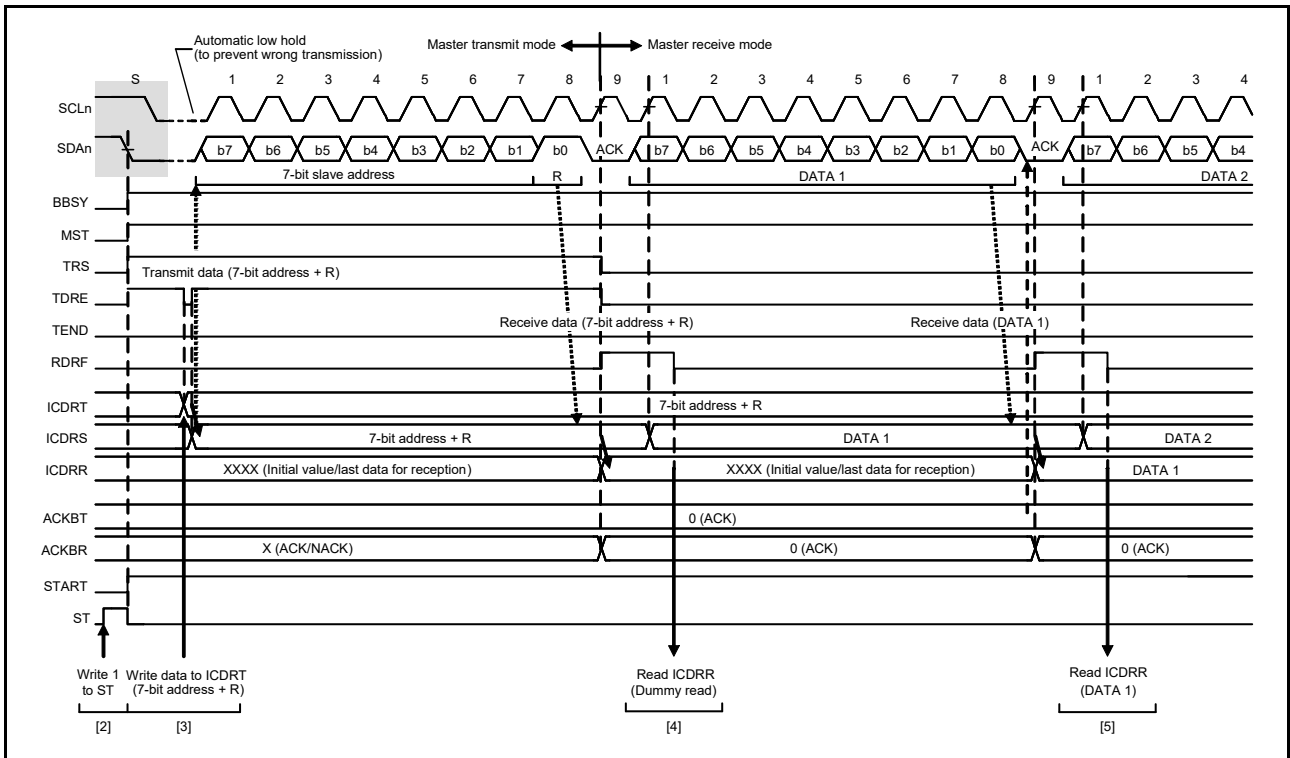 Automatic low hold
(to prevent wrong transmission)
Master transmit mode Master receive mode
S 1 2 3 4 5 6 7 8 9 1 2 3 4 5 6 7 8 9 1 2 3 4
SCLn
SDAn b7 b6 b5 b4 b3 b2 b1 b0 ACK b7 b6 b5 b4 b3 b2 b1 b0 ACK b7 b6 b5 b4
7-bit slave address R DATA 1 DATA 2
BBSY
MST
TRS
Transmit data (7-bit address + R)
TDRE
TEND Receive data (7-bit address + R) Receive data (DATA 1)
RDRF
ICDRT 7-bit address + R
ICDRS 7-bit address + R DATA 1 DATA 2
ICDRR XXXX (Initial value/last data for reception) XXXX (Initial value/last data for reception) DATA 1
ACKBT 0 (ACK)
ACKBR X (ACK/NACK) 0 (ACK) 0 (ACK)
START
ST
Write 1 Write data to ICDRT Read ICDRR Read ICDRR
to ST (7-bit address + R) (Dummy read) (DATA 1)
[2] [3] [4] [5]